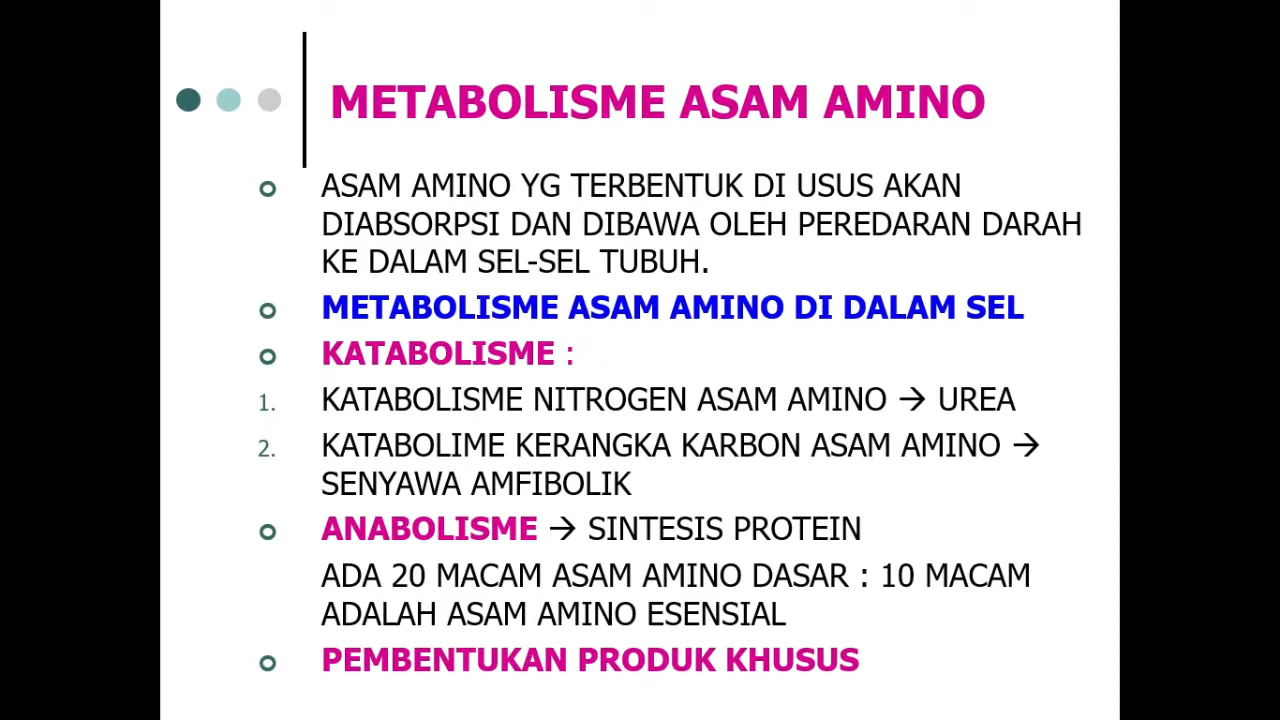 METABOLISME ASAM AMINO
ASAM AMINO YG TERBENTUK DI USUS AKAN
DIABSORPSI DAN DIBAWA OLEH PEREDARAN DARAH
KE DALAM SEL-SEL TUBUH.
METABOLISME ASAM AMINO DI DALAM SEL
KATABOLISME :
1. KATABOLISME NITROGEN ASAM AMINO → UREA
2. KATABOLIME KERANGKA KARBON ASAM AMINO →
SENYAWA AMFIBOLIK
ANABOLISME → SINTESIS PROTEIN
ADA 20 MACAM ASAM AMINO DASAR : 10 MACAM
ADALAH ASAM AMINO ESENSIAL
PEMBENTUKAN PRODUK KHUSUS